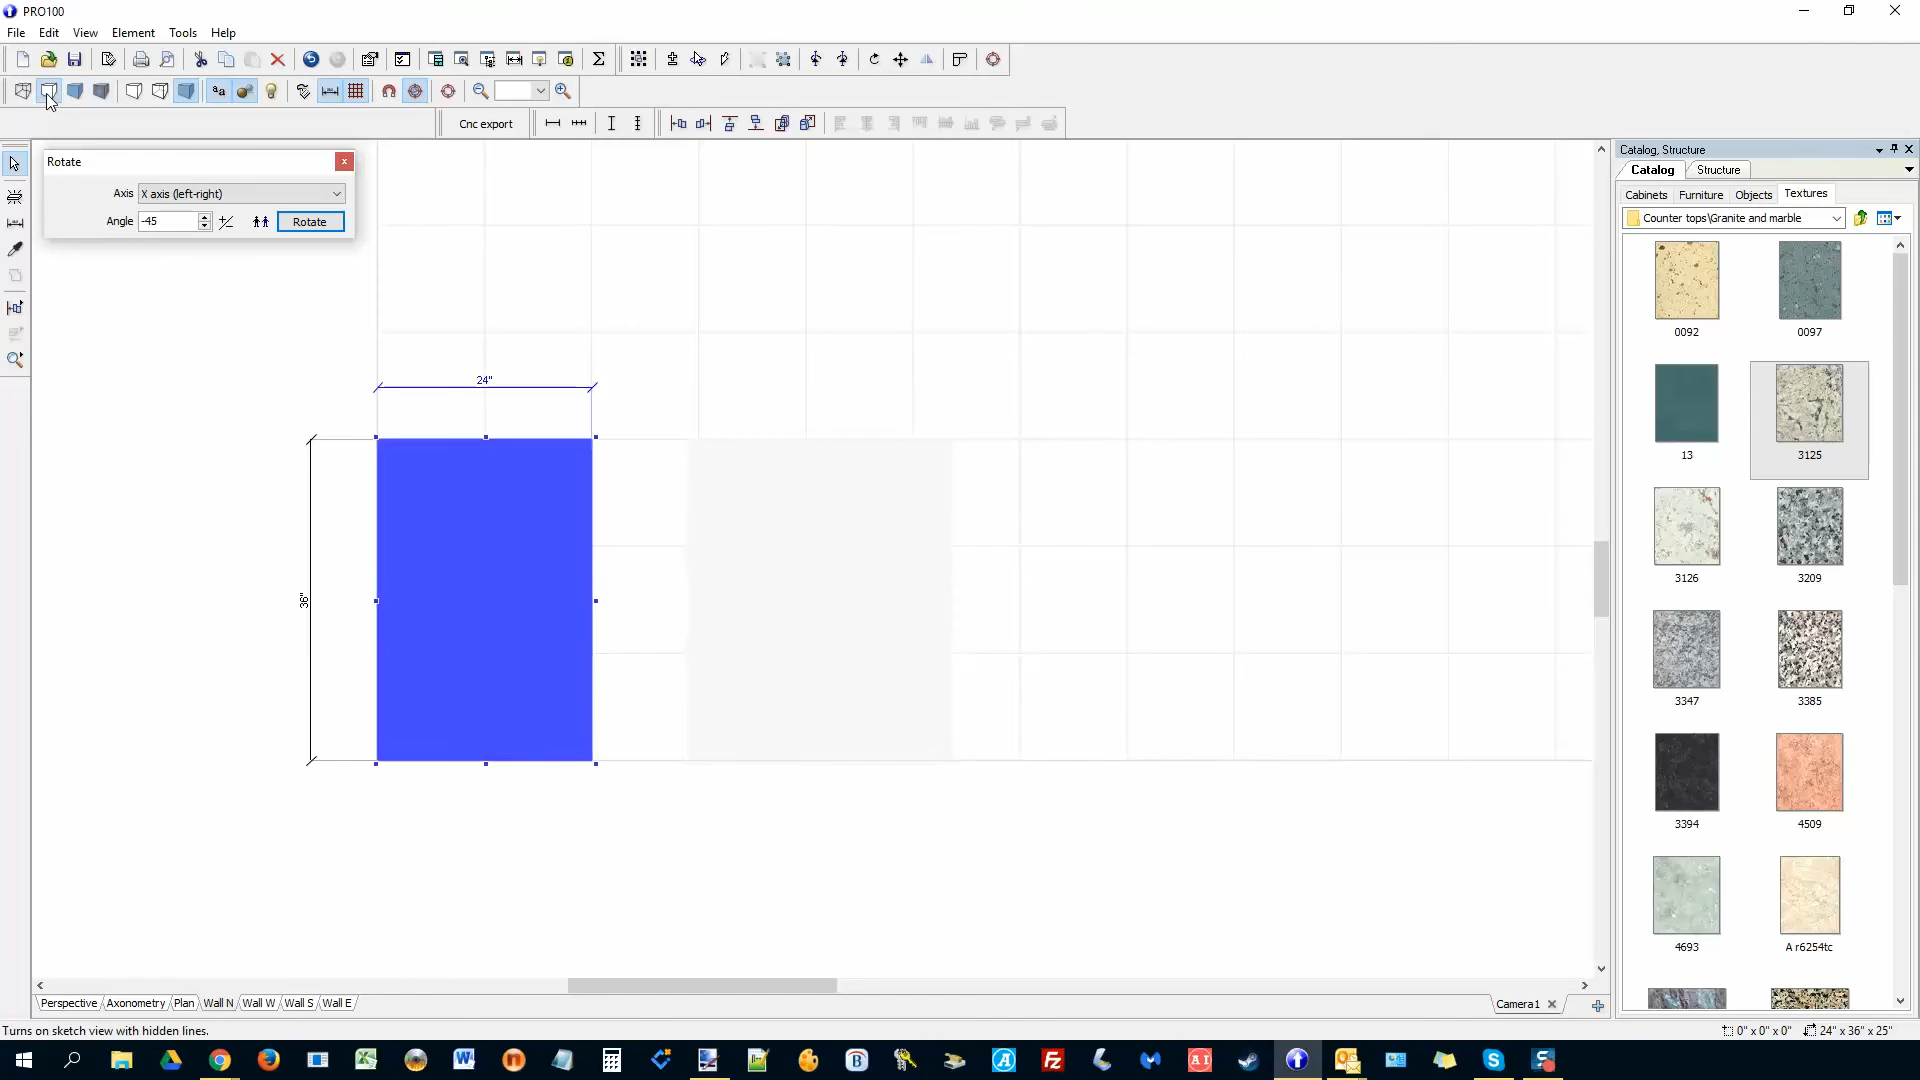 PRO100
File Edit View Element Tools Help
aa
Cnc export
Rotate
Axis X axis (left-right)
Angle -45 Rotate
24"
36"
Catalog, Structure
Catalog Structure
Cabinets Furniture Objects Textures
Counter tops\Granite and marble
0092 0097
13 3125
3126 3209
3347 3385
3394 4509
4693 A r6254tc
Perspective Axonometry Plan Wall N Wall W Wall S Wall E
Camera1
Turns on sketch view with hidden lines.
0" x 0" x 0" 24" x 36" x 25"